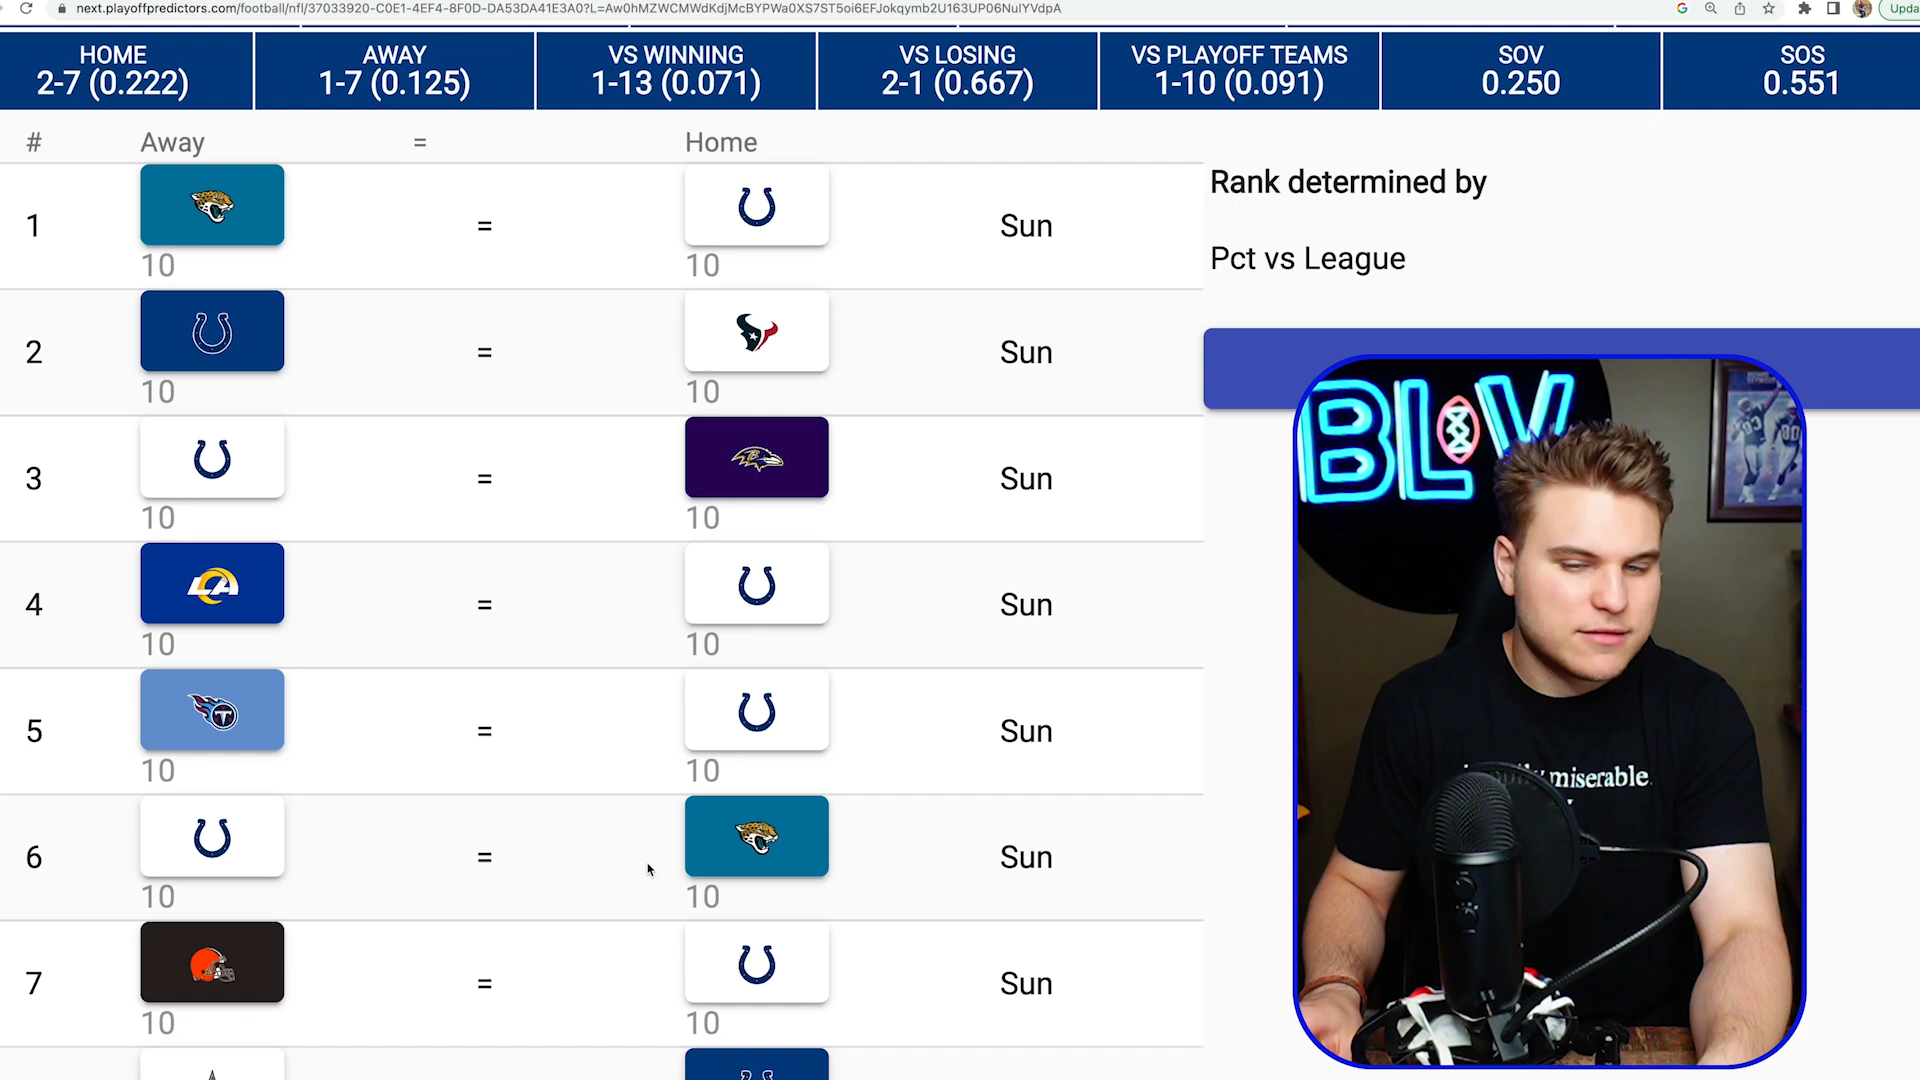 next.playoffpredictors.com/football/nfl/37033920-C0E1-4EF4-8F0D-DA53DA41E3A0?L=Aw0hMZWCMWdKdjMcBYPWa0XS7ST5oi6EFJokqymb2U163UP06NuIYVdpA
HOME AWAY VS WINNING VS LOSING VS PLAYOFF TEAMS SOV SOS
2-7 (0.222) 1-7 (0.125) 1-13 (0.071) 2-1 (0.667) 1-10 (0.091) 0.250 0.551
# Away = Home
Rank determined by
Pct vs League
1 = Sun
10 10
2 = Sun
10 10
3 = Sun
10 10
4 LA = Sun
10 10
5 T = Sun
10 10
6 = Sun
10 10
7 = Sun
10 10
BLV
miserable.
93
80